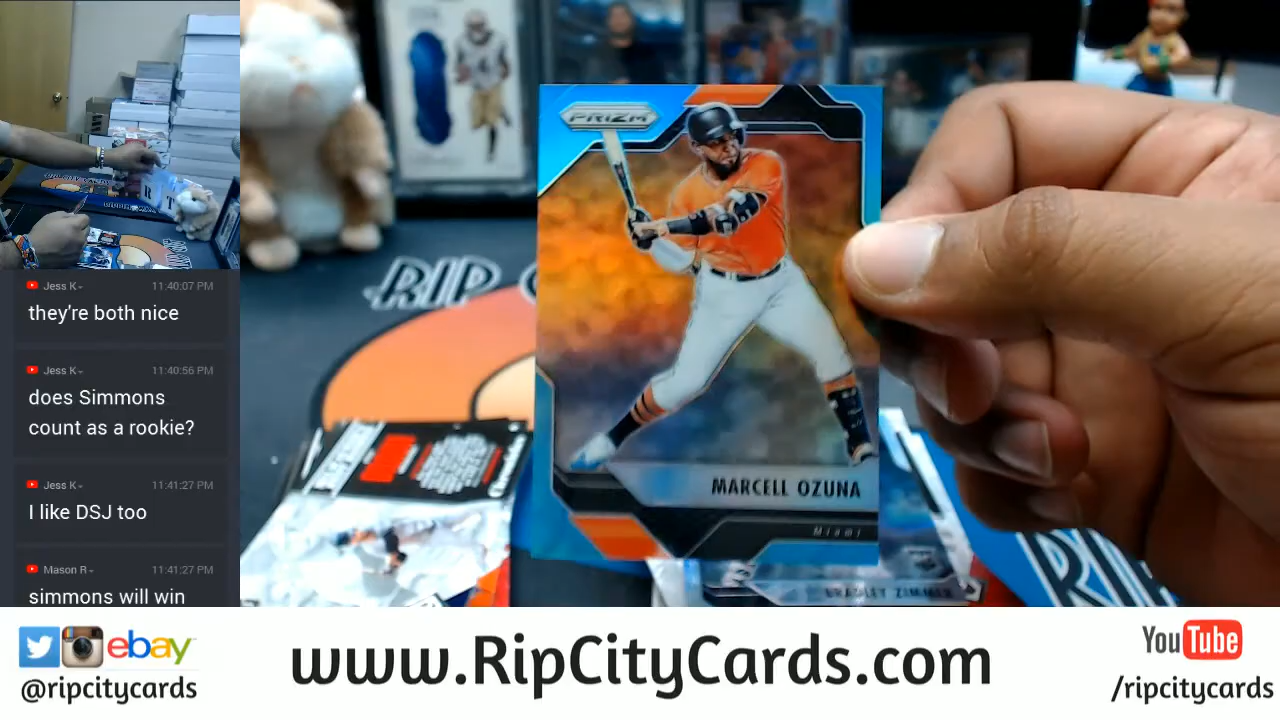 Jess K
11:40:07 PM
they're both nice
Jess K
11:40:56 PM
does Simmons
count as a rookie?
Jess K
11:41:27 PM
I like DSJ too
Mason R
11:41:27 PM
simmons will win
PRIZM
RIP
MARCELL OZUNA
Miami
BRADLEY ZIMMER
RIP
ebay
@ripcitycards
www.RipCityCards.com
YouTube
/ripcitycards